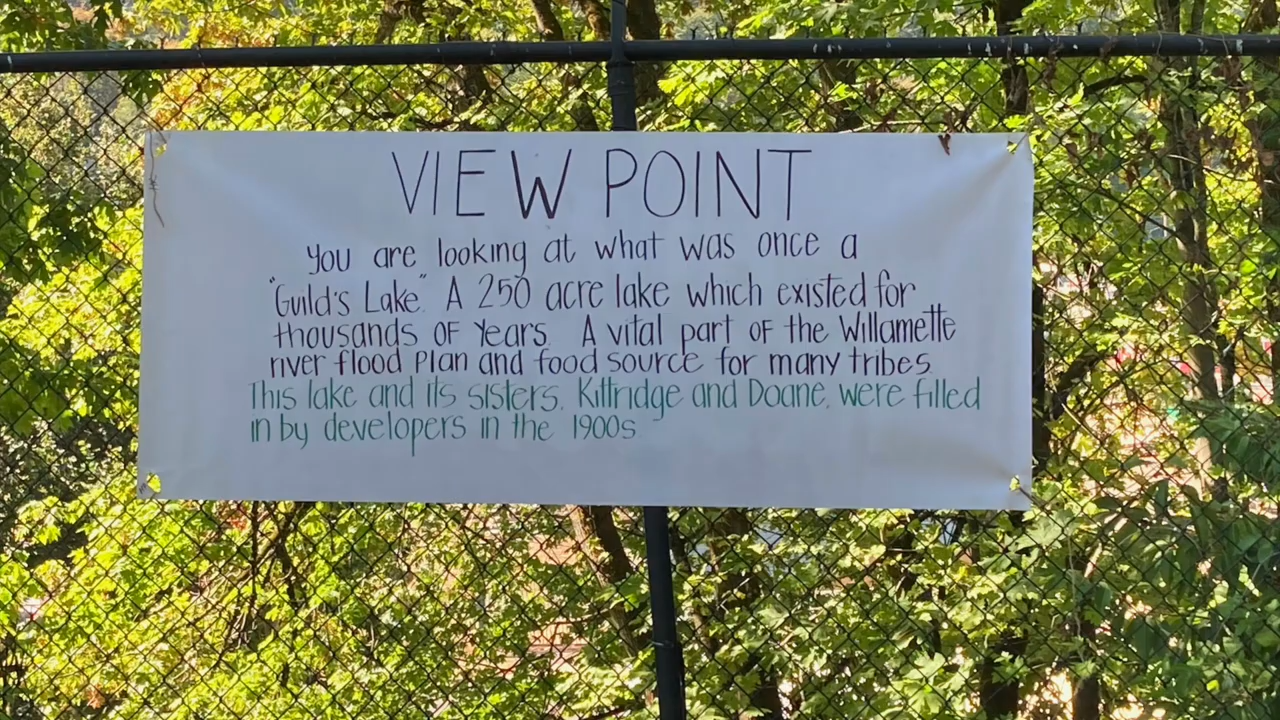 VIEW POINT
You are looking at what was once a
"Guild's Lake." A 250 acre lake which existed for
thousands of years. A vital part of the Willamette
river flood plan and food source for many tribes.
This lake and its sisters, Kittridge and Doane, were filled
in by developers in the 1900s